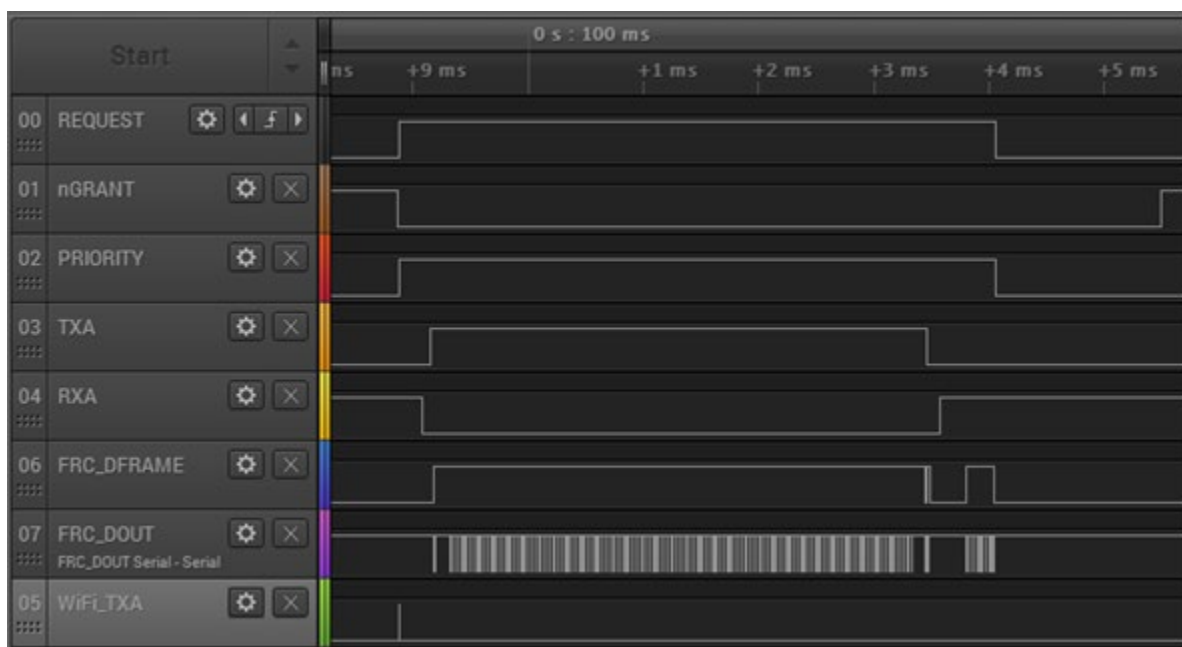 Start
0 s : 100 ms
ms +9 ms +1 ms +2 ms +3 ms +4 ms +5 ms
00 REQUEST
01 nGRANT
02 PRIORITY
03 TXA
04 RXA
06 FRC_DFRAME
07 FRC_DOUT
FRC_DOUT Serial - Serial
05 WiFi_TXA